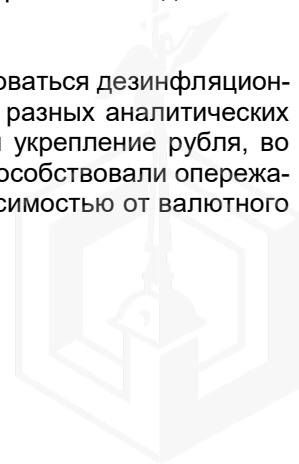 оваться дезинфляцион-
разных аналитических
укрепление рубля, во
особствовали опережа-
симостью от валютного